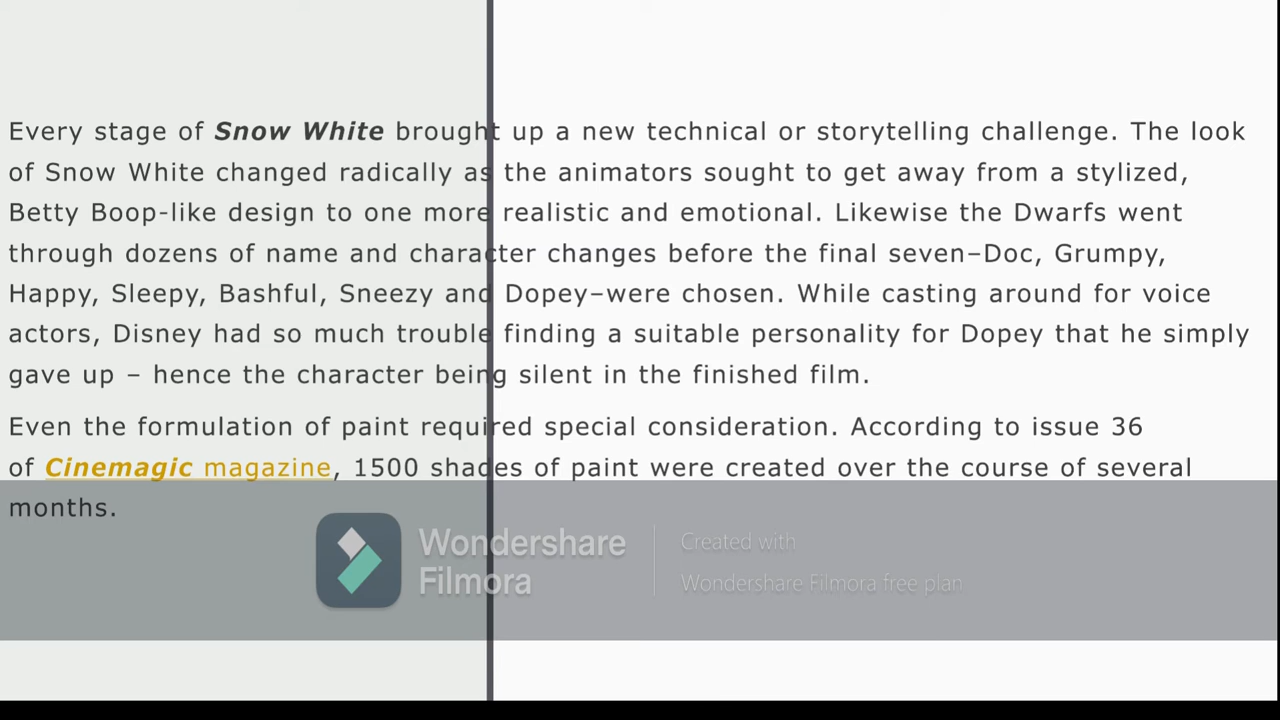 Every stage of Snow White brought up a new technical or storytelling challenge. The look
of Snow White changed radically as the animators sought to get away from a stylized,
Betty Boop-like design to one more realistic and emotional. Likewise the Dwarfs went
through dozens of name and character changes before the final seven–Doc, Grumpy,
Happy, Sleepy, Bashful, Sneezy and Dopey–were chosen. While casting around for voice
actors, Disney had so much trouble finding a suitable personality for Dopey that he simply
gave up – hence the character being silent in the finished film.
Even the formulation of paint required special consideration. According to issue 36
of Cinemagic magazine, 1500 shades of paint were created over the course of several
months.
Wondershare
Filmora
Created with
Wondershare Filmora free plan